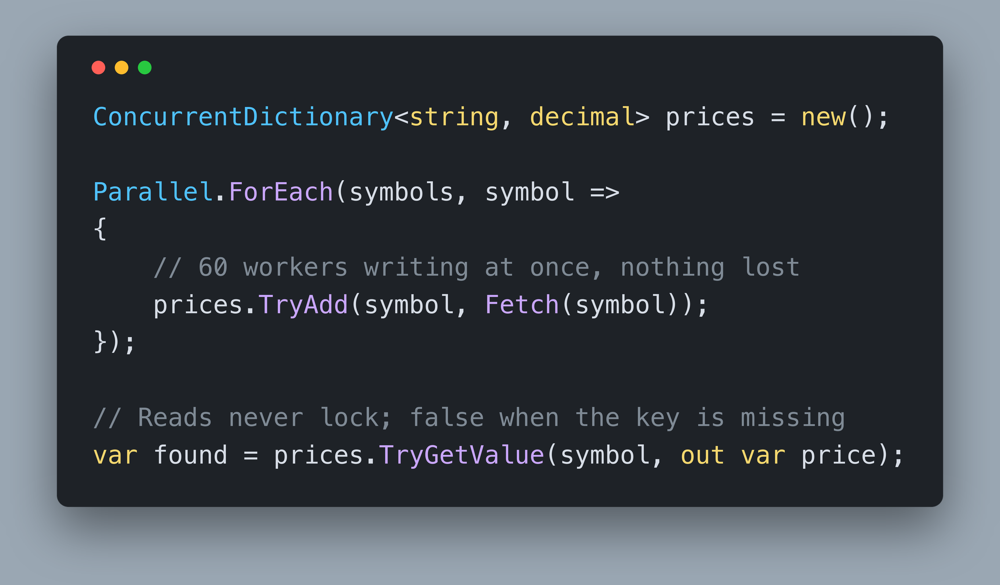 ConcurrentDictionary<string, decimal> prices = new();

Parallel.ForEach(symbols, symbol =>
{
    // 60 workers writing at once, nothing lost
    prices.TryAdd(symbol, Fetch(symbol));
});

// Reads never lock; false when the key is missing
var found = prices.TryGetValue(symbol, out var price);